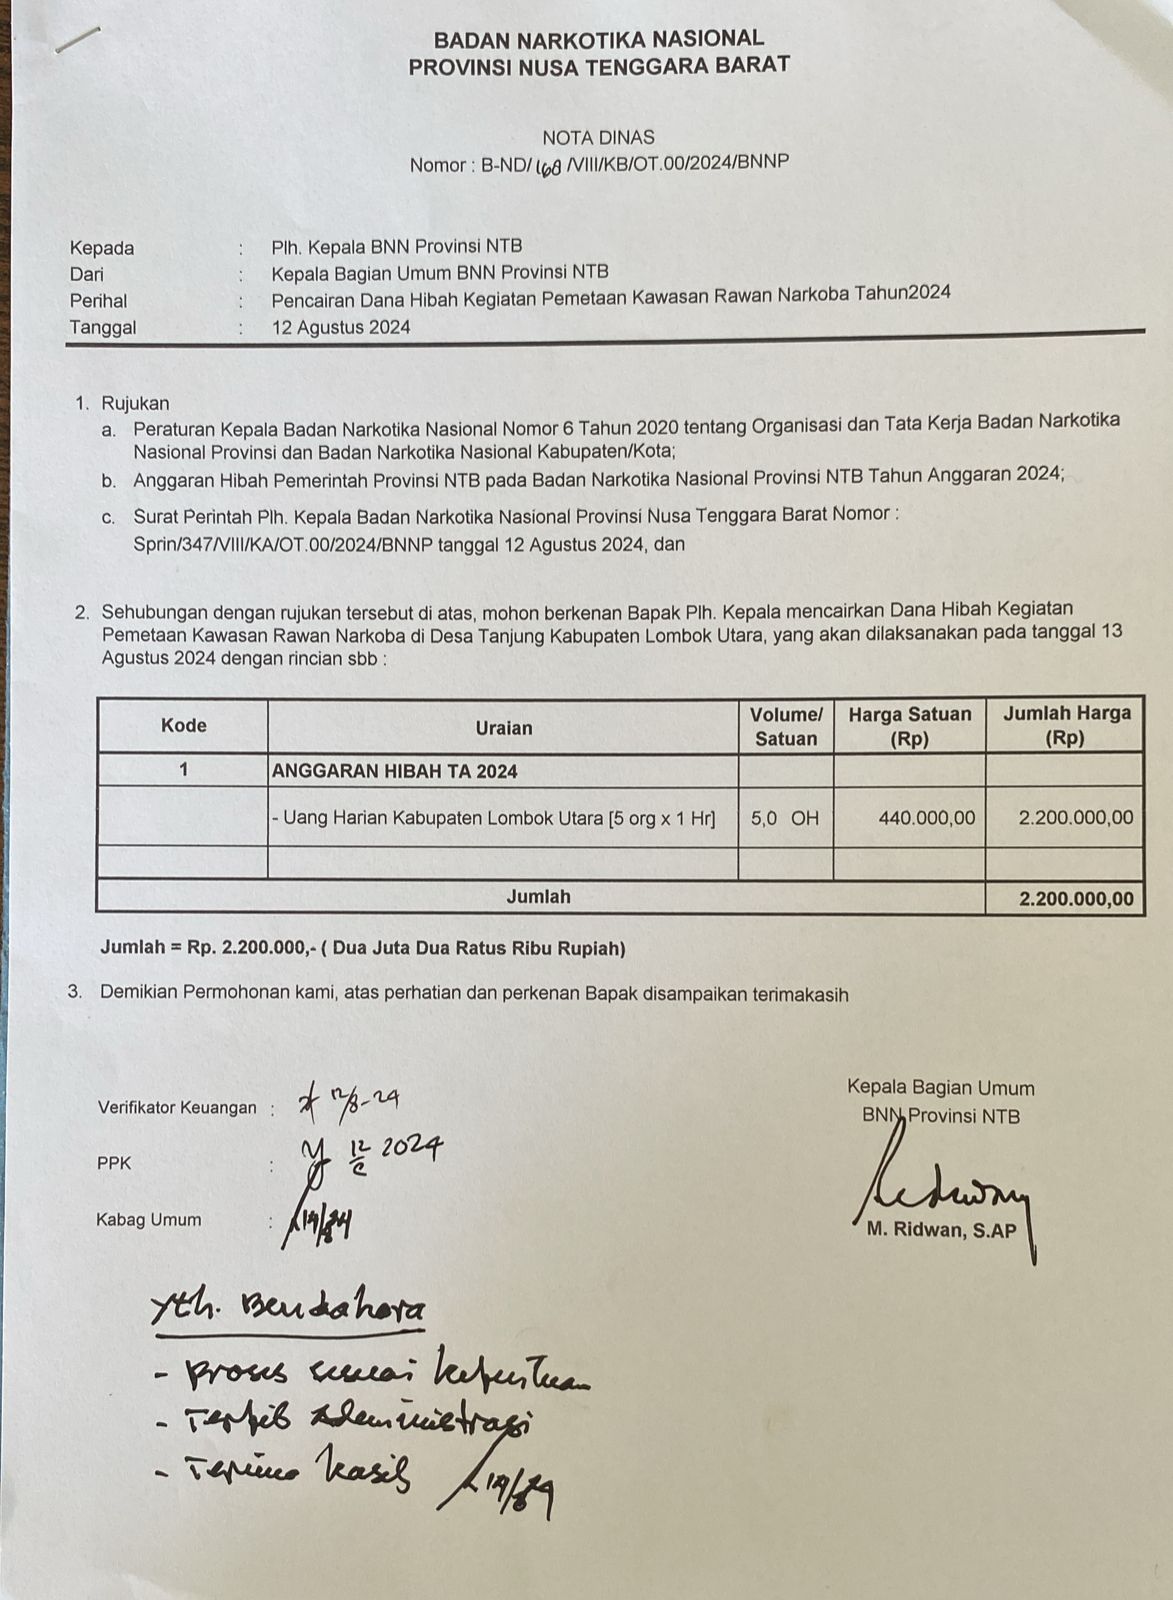 BADAN NARKOTIKA NASIONAL
PROVINSI NUSA TENGGARA BARAT
NOTA DINAS
Nomor : B-ND/ 168 /VIII/KB/OT.00/2024/BNNP
Kepada : Plh. Kepala BNN Provinsi NTB
Dari : Kepala Bagian Umum BNN Provinsi NTB
Perihal : Pencairan Dana Hibah Kegiatan Pemetaan Kawasan Rawan Narkoba Tahun2024
Tanggal : 12 Agustus 2024
1. Rujukan
a. Peraturan Kepala Badan Narkotika Nasional Nomor 6 Tahun 2020 tentang Organisasi dan Tata Kerja Badan Narkotika
Nasional Provinsi dan Badan Narkotika Nasional Kabupaten/Kota;
b. Anggaran Hibah Pemerintah Provinsi NTB pada Badan Narkotika Nasional Provinsi NTB Tahun Anggaran 2024;
c. Surat Perintah Plh. Kepala Badan Narkotika Nasional Provinsi Nusa Tenggara Barat Nomor :
Sprin/347/VIII/KA/OT.00/2024/BNNP tanggal 12 Agustus 2024, dan
2. Sehubungan dengan rujukan tersebut di atas, mohon berkenan Bapak Plh. Kepala mencairkan Dana Hibah Kegiatan
Pemetaan Kawasan Rawan Narkoba di Desa Tanjung Kabupaten Lombok Utara, yang akan dilaksanakan pada tanggal 13
Agustus 2024 dengan rincian sbb :
Kode Uraian Volume/ Satuan Harga Satuan (Rp) Jumlah Harga (Rp)
1 ANGGARAN HIBAH TA 2024
- Uang Harian Kabupaten Lombok Utara [5 org x 1 Hr] 5,0 OH 440.000,00 2.200.000,00
Jumlah 2.200.000,00
Jumlah = Rp. 2.200.000,- ( Dua Juta Dua Ratus Ribu Rupiah)
3. Demikian Permohonan kami, atas perhatian dan perkenan Bapak disampaikan terimakasih
Kepala Bagian Umum
BNN Provinsi NTB
Verifikator Keuangan : 12/8-24
PPK : 2024
Kabag Umum :
M. Ridwan, S.AP
Yth. Bendahara
- proses sesuai ketentuan
- Tertib Administrasi
- Terima kasih